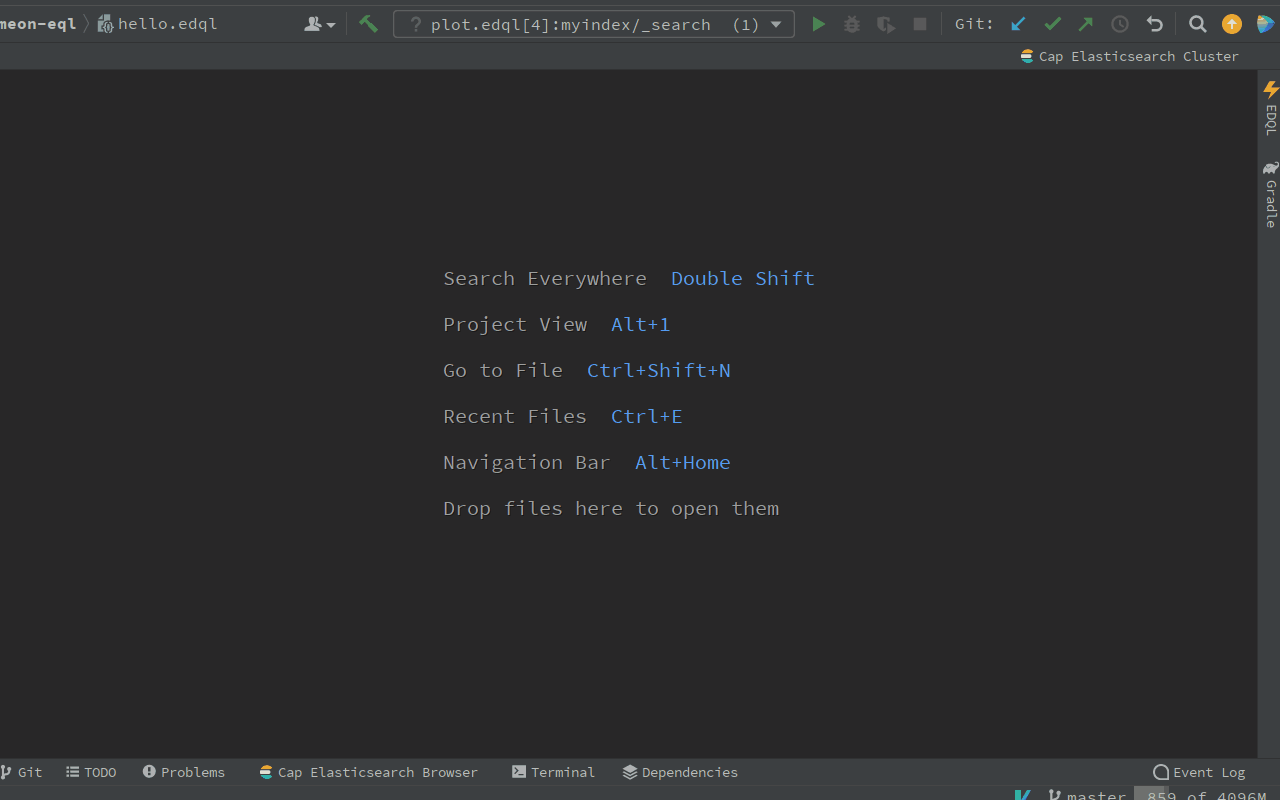 meon-eql 〉 hello.edql ? plot.edql[4]:myindex/_search (1) Git:
Cap Elasticsearch Cluster
EDQL
Gradle
Search Everywhere Double Shift
Project View Alt+1
Go to File Ctrl+Shift+N
Recent Files Ctrl+E
Navigation Bar Alt+Home
Drop files here to open them
Git TODO Problems Cap Elasticsearch Browser Terminal Dependencies Event Log
master 859 of 4096M